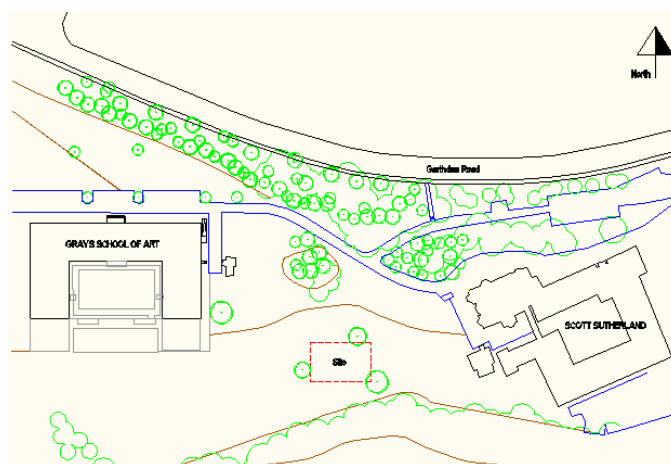 North
Garthdee Road
GRAYS SCHOOL OF ART
SCOTT SUTHERLAND
Site